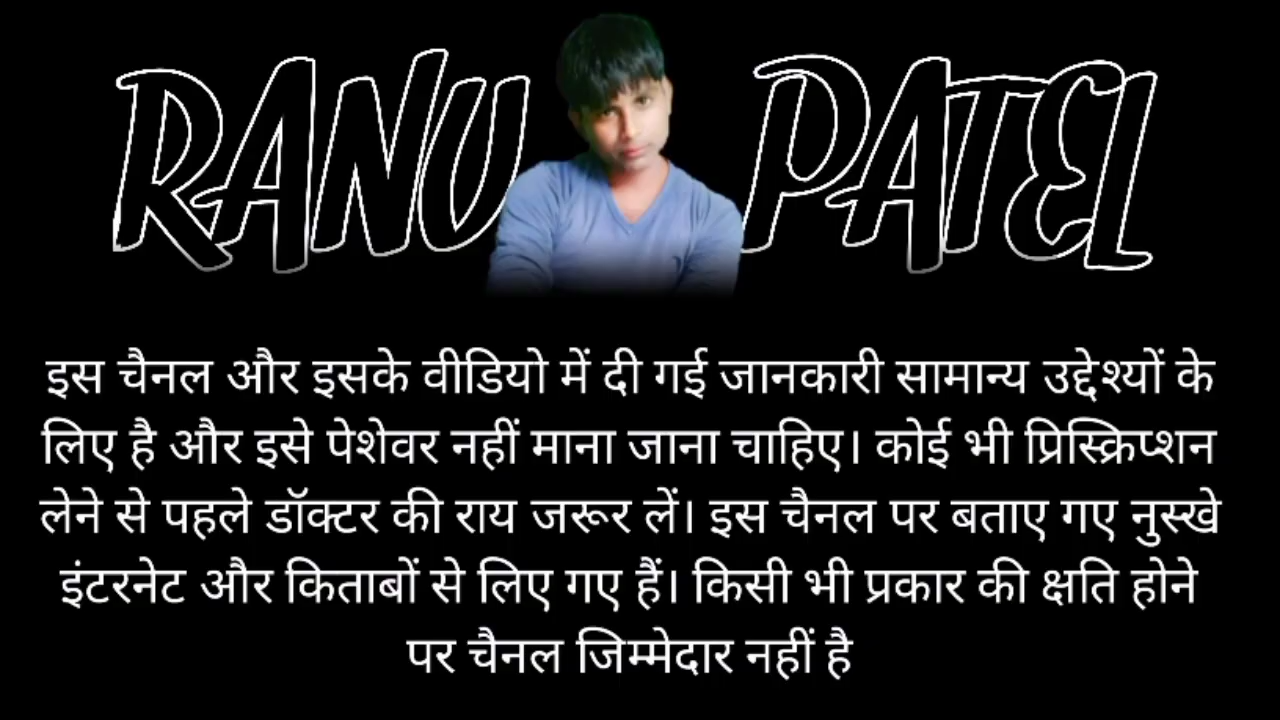 RANU PATEL
इस चैनल और इसके वीडियो में दी गई जानकारी सामान्य उद्देश्यों के
लिए है और इसे पेशेवर नहीं माना जाना चाहिए। कोई भी प्रिस्क्रिप्शन
लेने से पहले डॉक्टर की राय जरूर लें। इस चैनल पर बताए गए नुस्खे
इंटरनेट और किताबों से लिए गए हैं। किसी भी प्रकार की क्षति होने
पर चैनल जिम्मेदार नहीं है